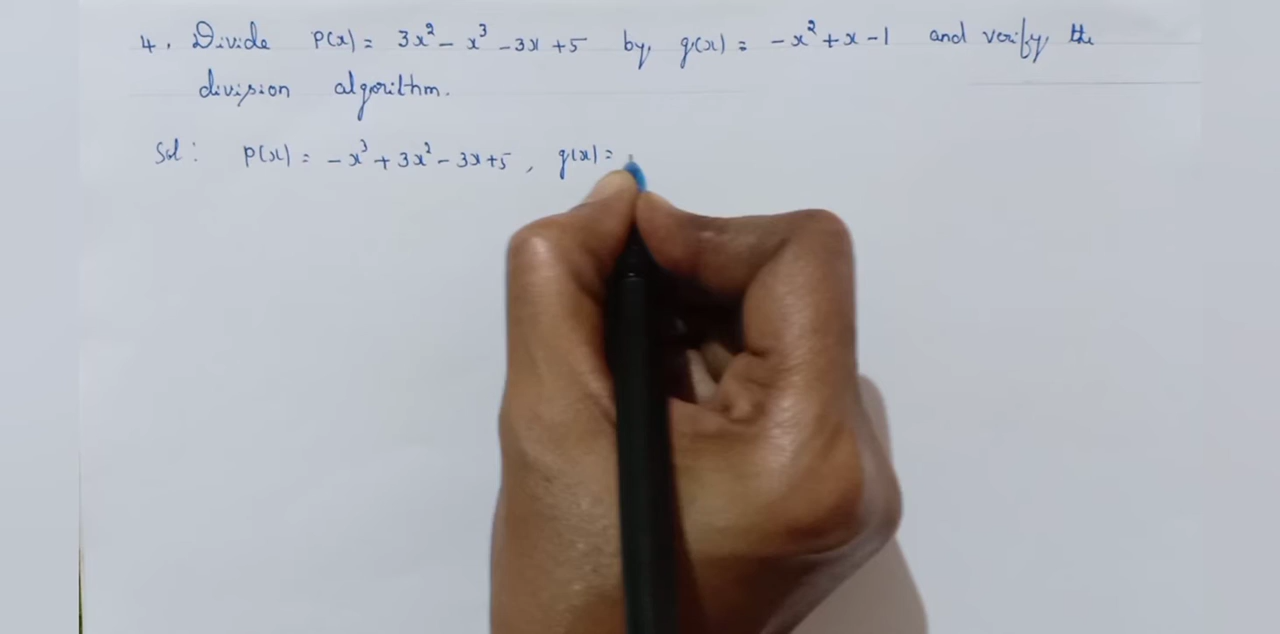 4. Divide P(x) = 3x² - x³ - 3x + 5 by g(x) = -x² + x - 1 and verify the
division algorithm.
Sol : P(x) = -x³ + 3x² - 3x + 5 , g(x) =